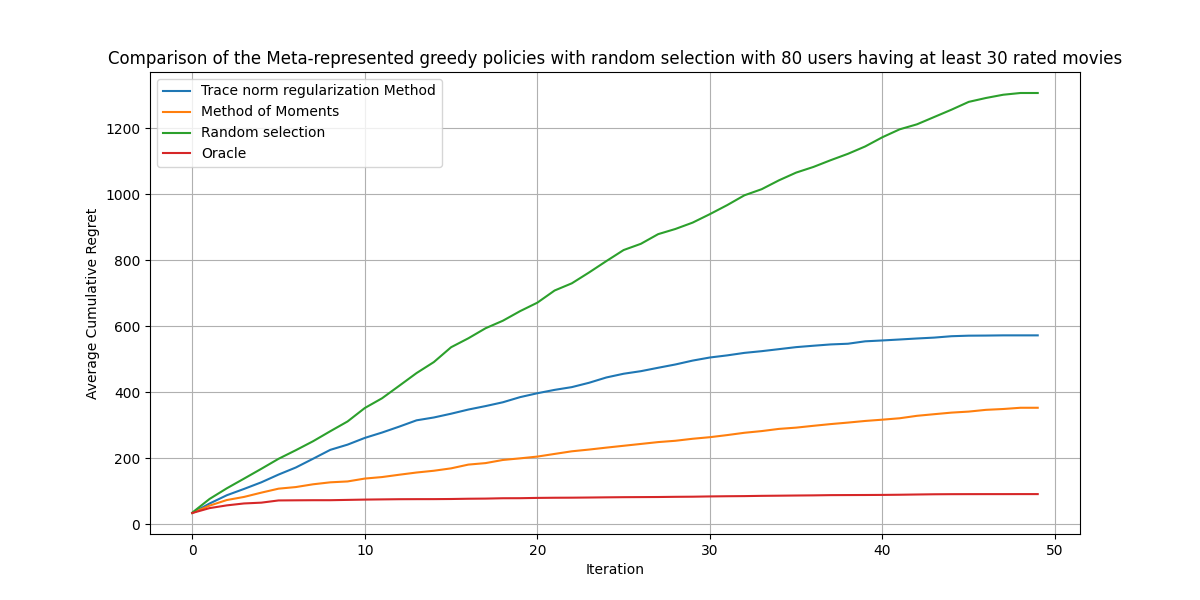 Comparison of the Meta-represented greedy policies with random selection with 80 users having at least 30 rated movies
Trace norm regularization Method
Method of Moments
Random selection
Oracle
Average Cumulative Regret
1200
1000
800
600
400
200
0
0 10 20 30 40 50
Iteration